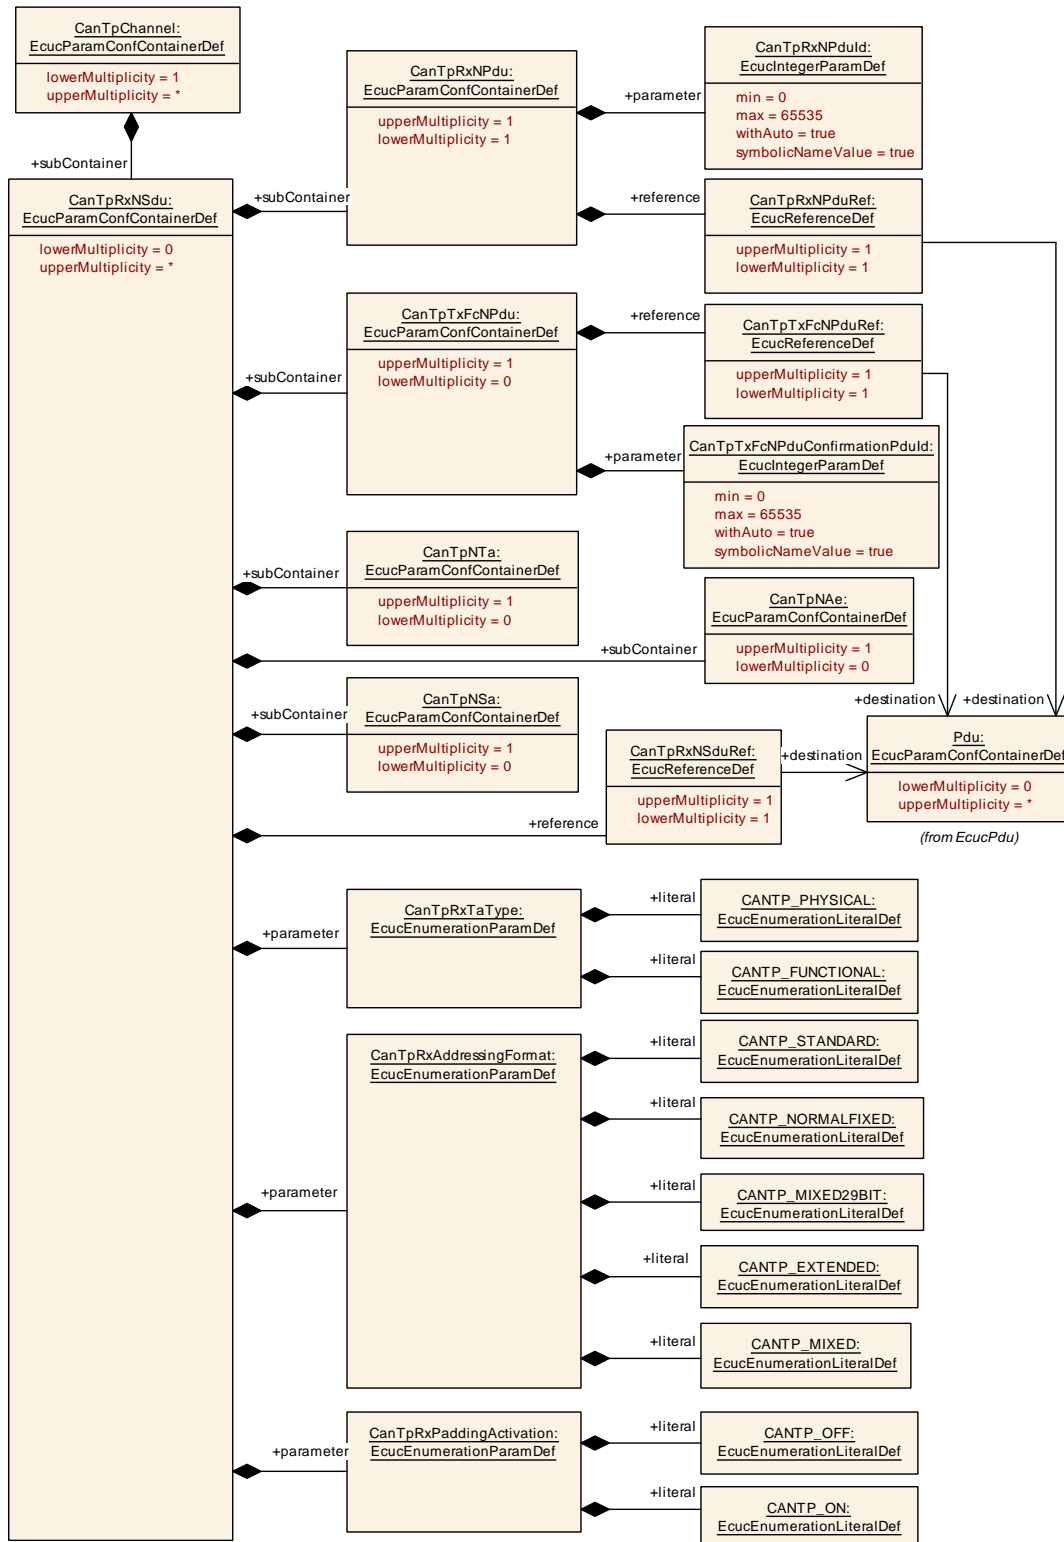 CanTpChannel:
EcucParamConfContainerDef
lowerMultiplicity = 1
upperMultiplicity = *
+subContainer
CanTpRxNSdu:
EcucParamConfContainerDef
lowerMultiplicity = 0
upperMultiplicity = *
+subContainer
CanTpRxNPdu:
EcucParamConfContainerDef
upperMultiplicity = 1
lowerMultiplicity = 1
+parameter
CanTpRxNPduId:
EcucIntegerParamDef
min = 0
max = 65535
withAuto = true
symbolicNameValue = true
+reference
CanTpRxNPduRef:
EcucReferenceDef
upperMultiplicity = 1
lowerMultiplicity = 1
+subContainer
CanTpTxFcNPdu:
EcucParamConfContainerDef
upperMultiplicity = 1
lowerMultiplicity = 0
+reference
CanTpTxFcNPduRef:
EcucReferenceDef
upperMultiplicity = 1
lowerMultiplicity = 1
+parameter
CanTpTxFcNPduConfirmationPduId:
EcucIntegerParamDef
min = 0
max = 65535
withAuto = true
symbolicNameValue = true
+subContainer
CanTpNTa:
EcucParamConfContainerDef
upperMultiplicity = 1
lowerMultiplicity = 0
+subContainer
CanTpNAe:
EcucParamConfContainerDef
upperMultiplicity = 1
lowerMultiplicity = 0
+subContainer
CanTpNSa:
EcucParamConfContainerDef
upperMultiplicity = 1
lowerMultiplicity = 0
+destination
+destination
+reference
CanTpRxNSduRef:
EcucReferenceDef
upperMultiplicity = 1
lowerMultiplicity = 1
+destination
Pdu:
EcucParamConfContainerDef
lowerMultiplicity = 0
upperMultiplicity = *
(from EcucPdu)
+parameter
CanTpRxTaType:
EcucEnumerationParamDef
+literal
CANTP_PHYSICAL:
EcucEnumerationLiteralDef
+literal
CANTP_FUNCTIONAL:
EcucEnumerationLiteralDef
+parameter
CanTpRxAddressingFormat:
EcucEnumerationParamDef
+literal
CANTP_STANDARD:
EcucEnumerationLiteralDef
+literal
CANTP_NORMALFIXED:
EcucEnumerationLiteralDef
+literal
CANTP_MIXED29BIT:
EcucEnumerationLiteralDef
+literal
CANTP_EXTENDED:
EcucEnumerationLiteralDef
+literal
CANTP_MIXED:
EcucEnumerationLiteralDef
+parameter
CanTpRxPaddingActivation:
EcucEnumerationParamDef
+literal
CANTP_OFF:
EcucEnumerationLiteralDef
+literal
CANTP_ON:
EcucEnumerationLiteralDef